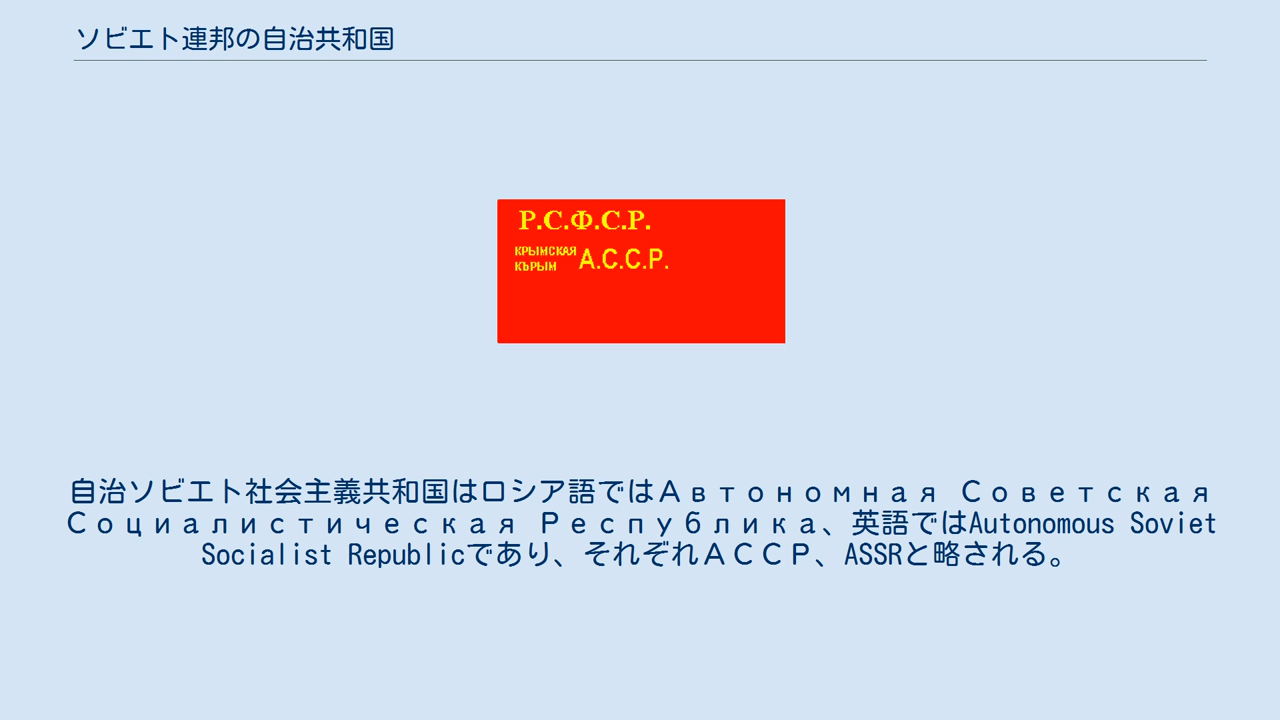 ソビエト連邦の自治共和国
Р.С.Ф.С.Р.
КРЫМСКАЯ А.С.С.Р.
КЪРЫМ
自治ソビエト社会主義共和国はロシア語ではАвтономная Советская
Социалистическая Республика、英語ではAutonomous Soviet
Socialist Republicであり、それぞれАССР、ASSRと略される。